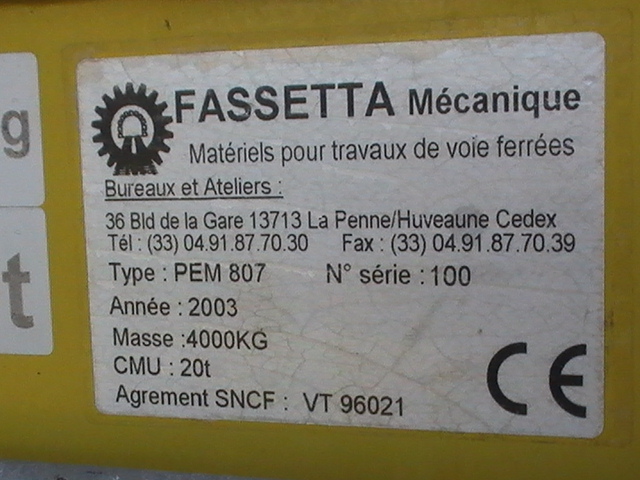 FASSETTA Mécanique
Matériels pour travaux de voie ferrées
Bureaux et Ateliers :
36 Bld de la Gare 13713 La Penne/Huveaune Cedex
Tél : (33) 04.91.87.70.30 Fax : (33) 04.91.87.70.39
Type : PEM 807 N° série : 100
Année : 2003
Masse :4000KG
CMU : 20t
Agrement SNCF : VT 96021
CE
g
t